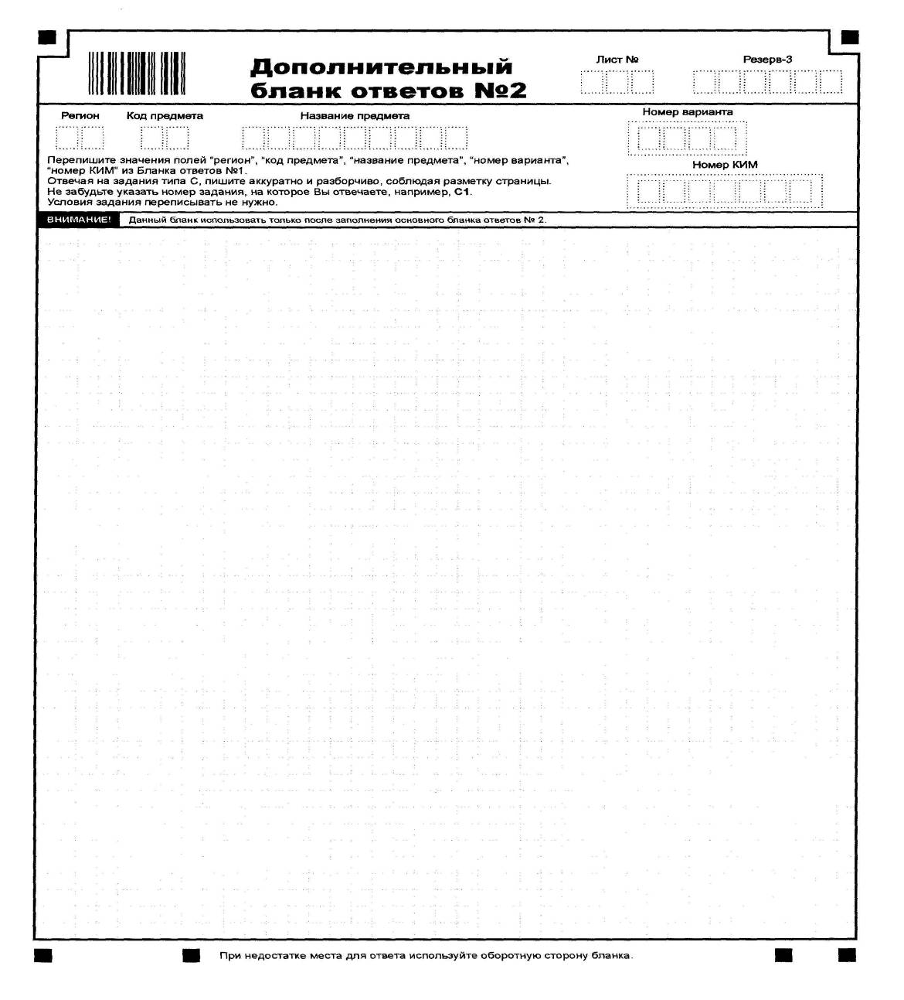 Дополнительный
бланк ответов №2
Лист №
Резерв-3
Регион
Код предмета
Название предмета
Номер варианта
Перепишите значения полей “регион”, “код предмета”, “название предмета”, “номер варианта”,
“номер КИМ” из Бланка ответов №1.
Отвечая на задания типа С, пишите аккуратно и разборчиво, соблюдая разметку страницы.
Не забудьте указать номер задания, на которое Вы отвечаете, например, С1.
Условия задания переписывать не нужно.
Номер КИМ
ВНИМАНИЕ!
Данный бланк использовать только после заполнения основного бланка ответов № 2.
При недостатке места для ответа используйте оборотную сторону бланка.